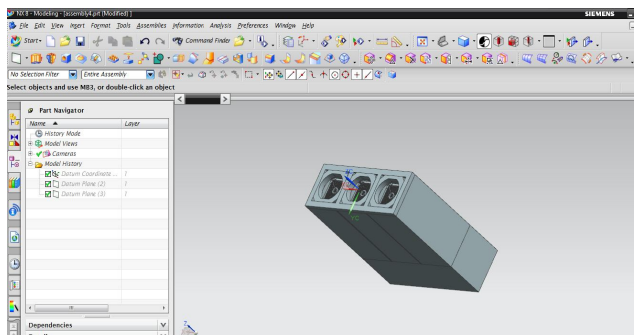 NX 8 - Modeling - [assembly4.prt (Modified) ]
SIEMENS
File Edit View Insert Format Tools Assemblies Information Analysis Preferences Window Help
Start Command Finder
No Selection Filter Entire Assembly
Select objects and use MB3, or double-click an object
Part Navigator
Name Layer
History Mode
Model Views
Cameras
Model History
Datum Coordinate ... 1
Datum Plane (2) 1
Datum Plane (3) 1
Dependencies